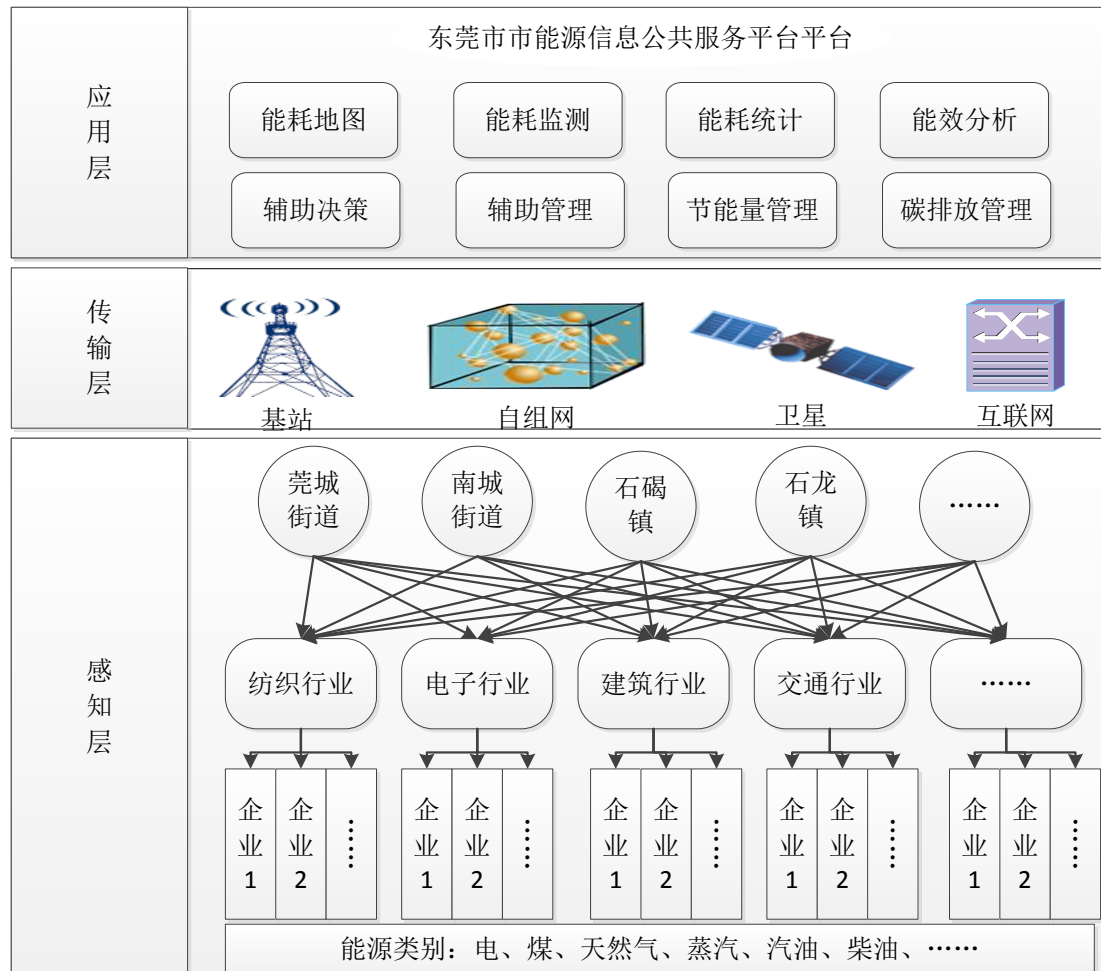 东莞市市能源信息公共服务平台平台
应用层
能耗地图
能耗监测
能耗统计
能效分析
辅助决策
辅助管理
节能量管理
碳排放管理
传输层
基站
自组网
卫星
互联网
感知层
莞城
街道
南城
街道
石碣
镇
石龙
镇
……
纺织行业
电子行业
建筑行业
交通行业
……
企业1
企业2
……
企业1
企业2
……
企业1
企业2
……
企业1
企业2
……
企业1
企业2
……
能源类别：电、煤、天然气、蒸汽、汽油、柴油、……